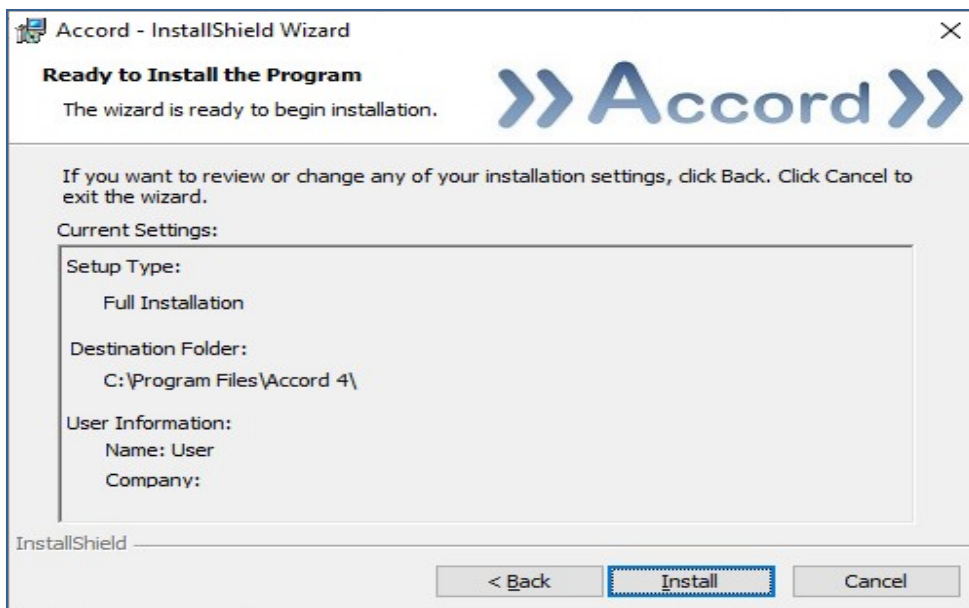 Accord - InstallShield Wizard
Ready to Install the Program
The wizard is ready to begin installation.
»Accord»
If you want to review or change any of your installation settings, click Back. Click Cancel to
exit the wizard.
Current Settings:
Setup Type:
Full Installation
Destination Folder:
C:\Program Files\Accord 4\
User Information:
Name: User
Company:
InstallShield
< Back
Install
Cancel